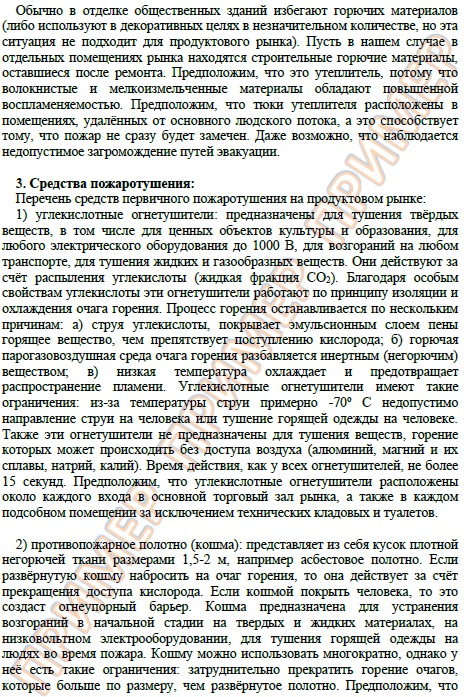 Обычно в отделке общественных зданий избегают горючих материалов
(либо используют в декоративных целях в незначительном количестве, но эта
ситуация не подходит для продуктового рынка). Пусть в нашем случае в
отдельных помещениях рынка находятся строительные горючие материалы,
оставшиеся после ремонта. Предположим, что это утеплитель, потому что
волокнистые и мелкоизмельченные материалы обладают повышенной
воспламеняемостью. Предположим, что тюки утеплителя расположены в
помещениях, удалённых от основного людского потока, а это способствует
тому, что пожар не сразу будет замечен. Даже возможно, что наблюдается
недопустимое загромождение путей эвакуации.
3. Средства пожаротушения:
Перечень средств первичного пожаротушения на продуктовом рынке:
1) углекислотные огнетушители: предназначены для тушения твёрдых
веществ, в том числе для ценных объектов культуры и образования, для
любого электрического оборудования до 1000 В, для возгораний на любом
транспорте, для тушения жидких и газообразных веществ. Они действуют за
счёт распыления углекислоты (жидкая фракция CO₂). Благодаря особым
свойствам углекислоты эти огнетушители работают по принципу изоляции и
охлаждения очага горения. Процесс горения останавливается по нескольким
причинам: а) струя углекислоты, покрывает эмульсионным слоем пены
горящее вещество, чем препятствует поступлению кислорода; б) горючая
парогазовоздушная среда очага горения разбавляется инертным (негорючим)
веществом; в) низкая температура охлаждает и предотвращает
распространение пламени. Углекислотные огнетушители имеют такие
ограничения: из-за температуры струи примерно -70⁰ С недопустимо
направление струи на человека или тушение горящей одежды на человеке.
Также эти огнетушители не предназначены для тушения веществ, горение
которых может происходить без доступа воздуха (алюминий, магний и их
сплавы, натрий, калий). Время действия, как у всех огнетушителей, не более
15 секунд. Предположим, что углекислотные огнетушители расположены
около каждого входа в основной торговый зал рынка, а также в каждом
подсобном помещении за исключением технических кладовых и туалетов.
2) противопожарное полотно (кошма): представляет из себя кусок плотной
негорючей ткани размерами 1,5-2 м, например асбестовое полотно. Если
развёрнутую кошму набросить на очаг горения, то она действует за счёт
прекращения доступа кислорода. Если кошмой покрыть человека, то это
создаст огнеупорный барьер. Кошма предназначена для устранения
возгораний в начальной стадии на твердых и жидких материалах, на
низковольтном электрооборудовании, для тушения горящей одежды на
людях во время пожара. Кошму можно использовать многократно, однако у
неё есть такие ограничения: затруднительно прекратить горение очагов,
которые больше по размеру, чем развёрнутое полотно. Предположим, что
ПРИМЕР ПРИМЕР ПРИМЕР ПРИМЕР